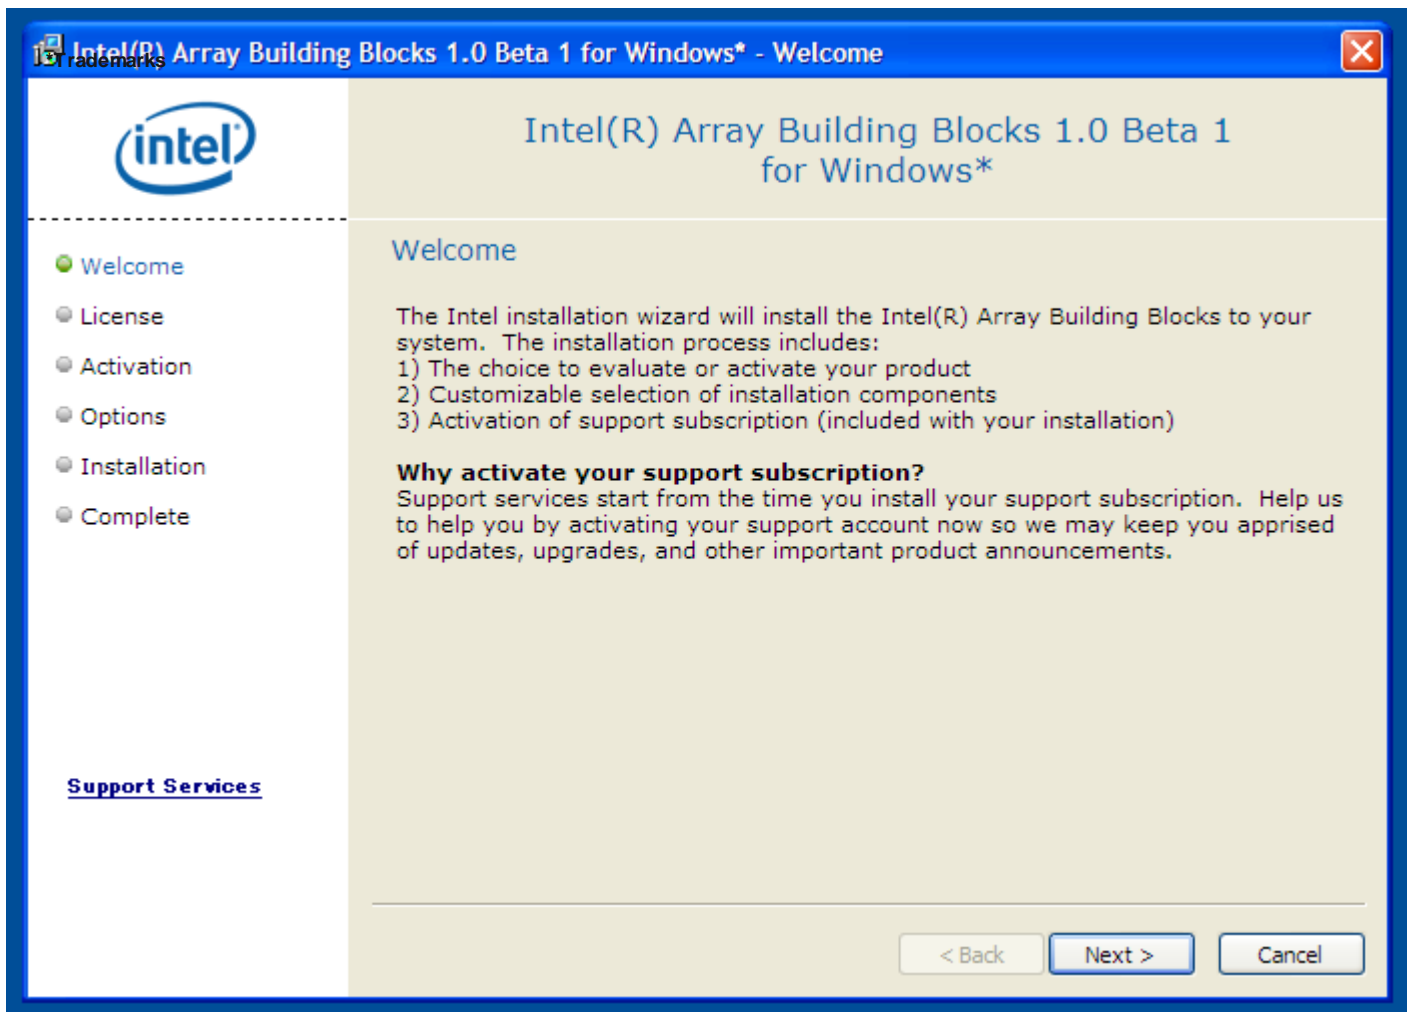 Intel(R) Array Building Blocks 1.0 Beta 1 for Windows* - Welcome
Trademarks
intel
Intel(R) Array Building Blocks 1.0 Beta 1
for Windows*
Welcome
License
Activation
Options
Installation
Complete
Support Services
Welcome
The Intel installation wizard will install the Intel(R) Array Building Blocks to your
system.  The installation process includes:
1) The choice to evaluate or activate your product
2) Customizable selection of installation components
3) Activation of support subscription (included with your installation)
Why activate your support subscription?
Support services start from the time you install your support subscription.  Help us
to help you by activating your support account now so we may keep you apprised
of updates, upgrades, and other important product announcements.
< Back
Next >
Cancel